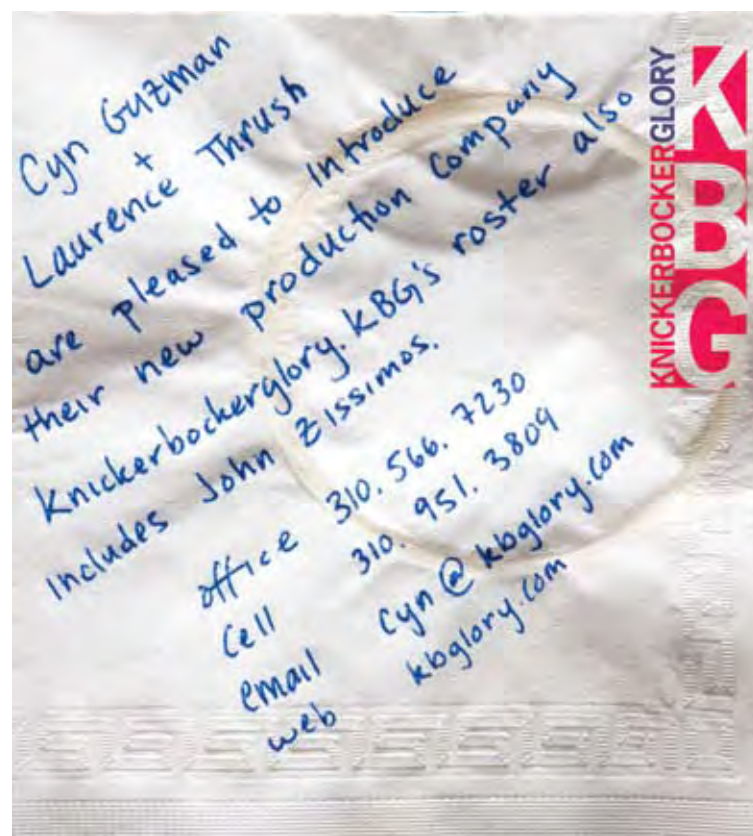 Cyn Guzman
+
Laurence Thrush
are pleased to introduce
their new production company
Knickerbockerglory. KBG's roster also
includes John Zissimos.
office 310. 566. 7230
cell 310. 951. 3809
email cyn@kbglory.com
web kbglory.com
KNICKERBOCKERGLORY
KBG